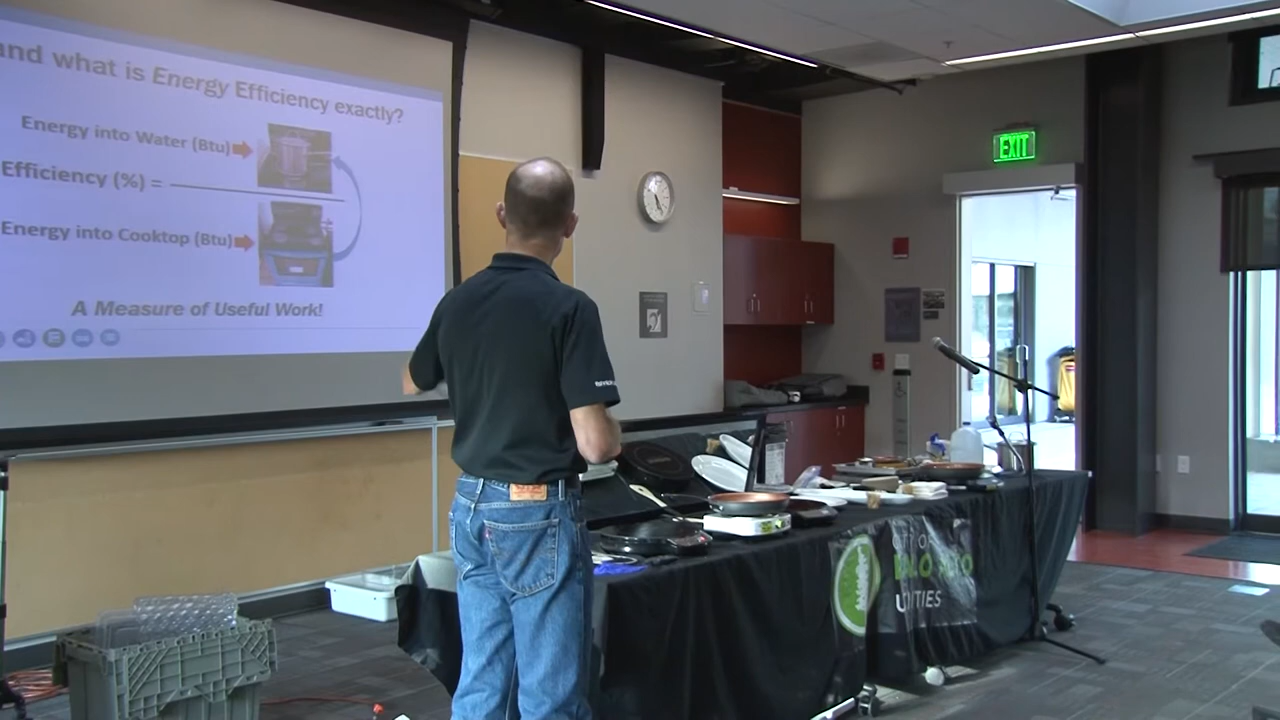 and what is Energy Efficiency exactly?
Energy into Water (Btu)
Efficiency (%) =
Energy into Cooktop (Btu)
A Measure of Useful Work!
EXIT